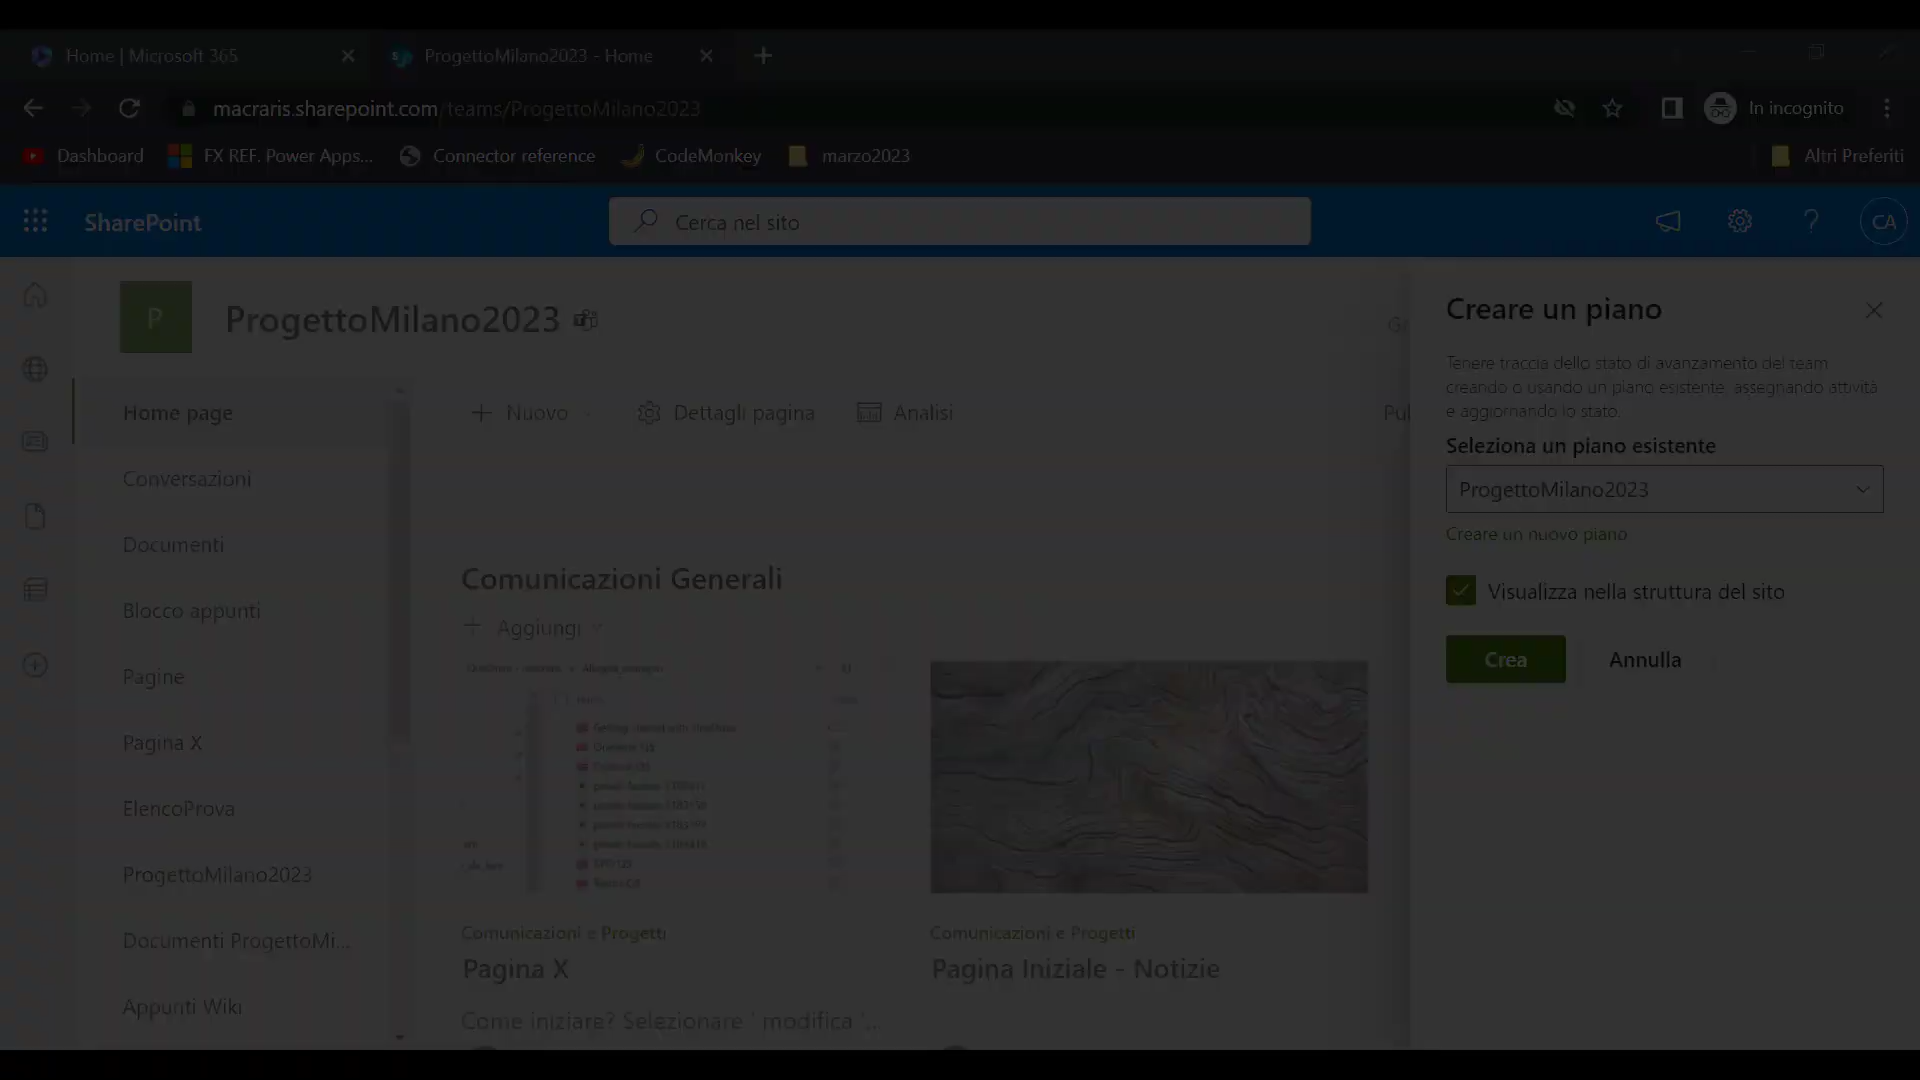 Home | Microsoft 365
ProgettoMilano2023 - Home
macraris.sharepoint.com/teams/ProgettoMilano2023
In incognito
Dashboard
FX REF. Power Apps...
Connector reference
CodeMonkey
marzo2023
Altri Preferiti
SharePoint
Cerca nel sito
CA
P
ProgettoMilano2023
Home page
Conversazioni
Documenti
Blocco appunti
Pagine
Pagina X
ElencoProva
ProgettoMilano2023
Documenti ProgettoMi...
Appunti Wiki
Nuovo
Dettagli pagina
Analisi
Pu
Comunicazioni Generali
Aggiungi
Comunicazioni e Progetti
Pagina X
Come iniziare? Selezionare ' modifica '...
Comunicazioni e Progetti
Pagina Iniziale - Notizie
Creare un piano
Tenere traccia dello stato di avanzamento del team
creando o usando un piano esistente, assegnando attività
e aggiornando lo stato.
Seleziona un piano esistente
ProgettoMilano2023
Creare un nuovo piano
Visualizza nella struttura del sito
Crea
Annulla